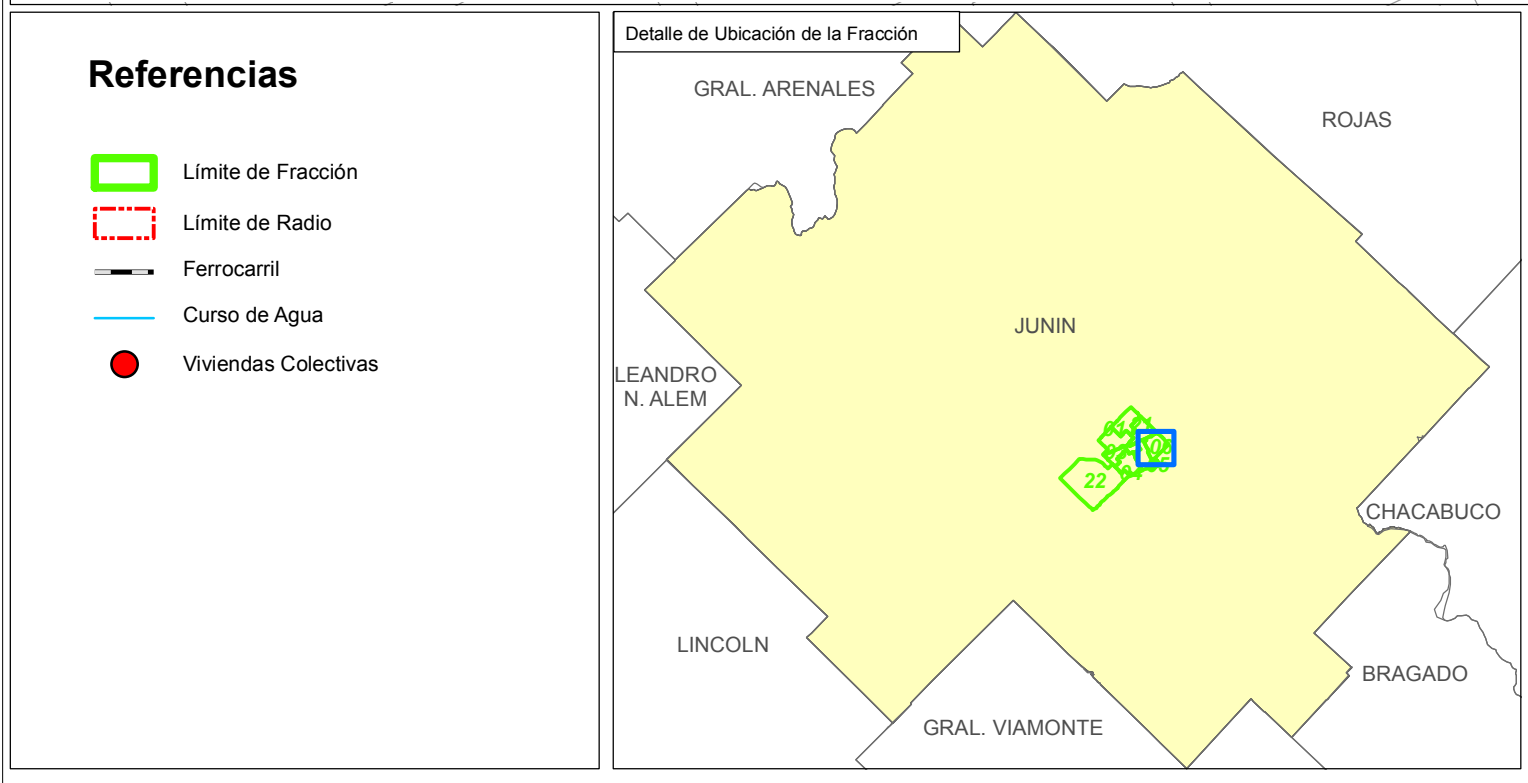 Referencias
Límite de Fracción
Límite de Radio
Ferrocarril
Curso de Agua
Viviendas Colectivas
Detalle de Ubicación de la Fracción
GRAL. ARENALES
ROJAS
JUNIN
LEANDRO
N. ALEM
22
CHACABUCO
LINCOLN
BRAGADO
GRAL. VIAMONTE